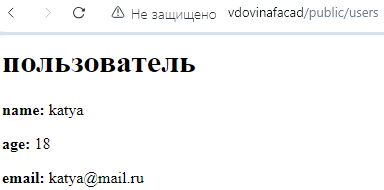 Не защищено vdovinafacad/public/users
пользователь
name: katya
age: 18
email: katya@mail.ru